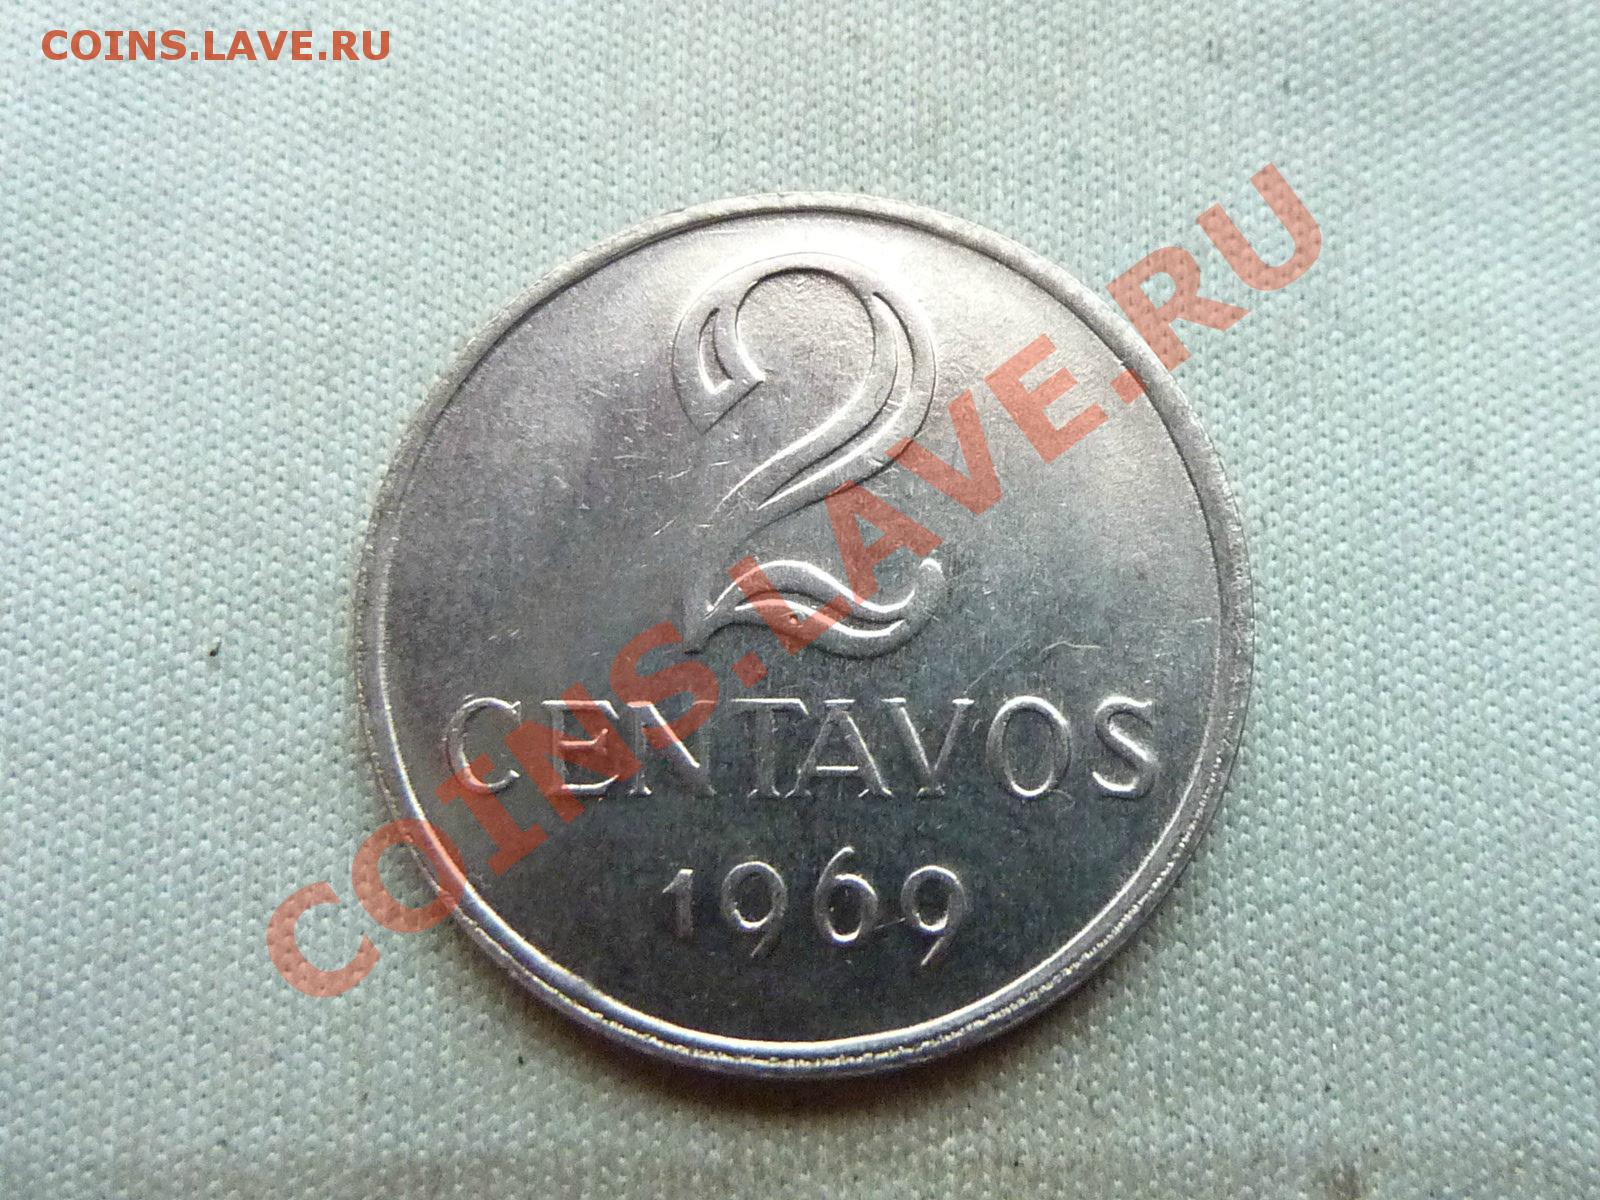 COINS.LAVE.RU
2
CENTAVOS
1969
COINS.LAVE.RU